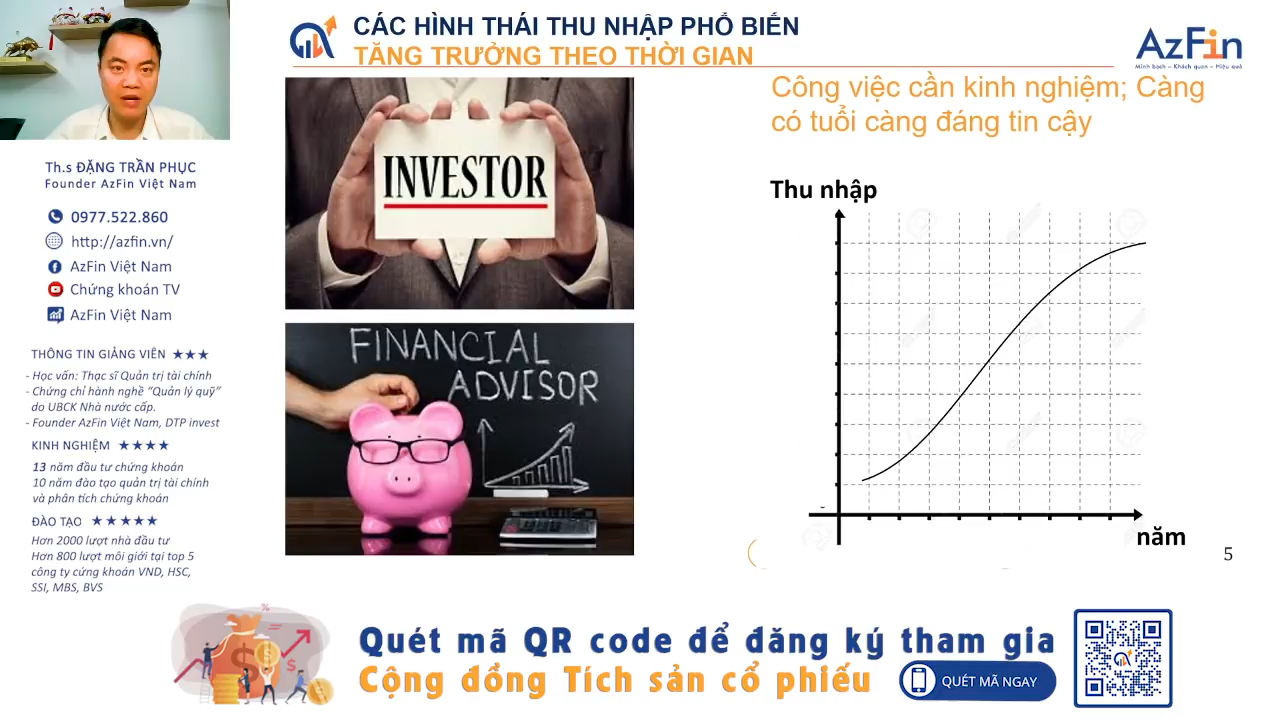 CÁC HÌNH THÁI THU NHẬP PHỔ BIẾN
TĂNG TRƯỞNG THEO THỜI GIAN
AzFin
Minh bạch – Khách quan – Hiệu quả
Th.s ĐẶNG TRẦN PHỤC
Founder AzFin Việt Nam
0977.522.860
http://azfin.vn/
AzFin Việt Nam
Chứng khoán TV
AzFin Việt Nam
THÔNG TIN GIẢNG VIÊN ★★★
- Học vấn: Thạc sĩ Quản trị tài chính
- Chứng chỉ hành nghề "Quản lý quỹ"
do UBCK Nhà nước cấp.
- Founder AzFin Việt Nam, DTP invest
KINH NGHIỆM ★★★★
13 năm đầu tư chứng khoán
10 năm đào tạo quản trị tài chính
và phân tích chứng khoán
ĐÀO TẠO ★★★★★
Hơn 2000 lượt nhà đầu tư
Hơn 800 lượt môi giới tại top 5
công ty cứng khoán VND, HSC,
SSI, MBS, BVS
INVESTOR
FINANCIAL
ADVISOR
Công việc cần kinh nghiệm; Càng
có tuổi càng đáng tin cậy
Thu nhập
năm
5
Quét mã QR code để đăng ký tham gia
Cộng đồng Tích sản cổ phiếu
QUÉT MÃ NGAY